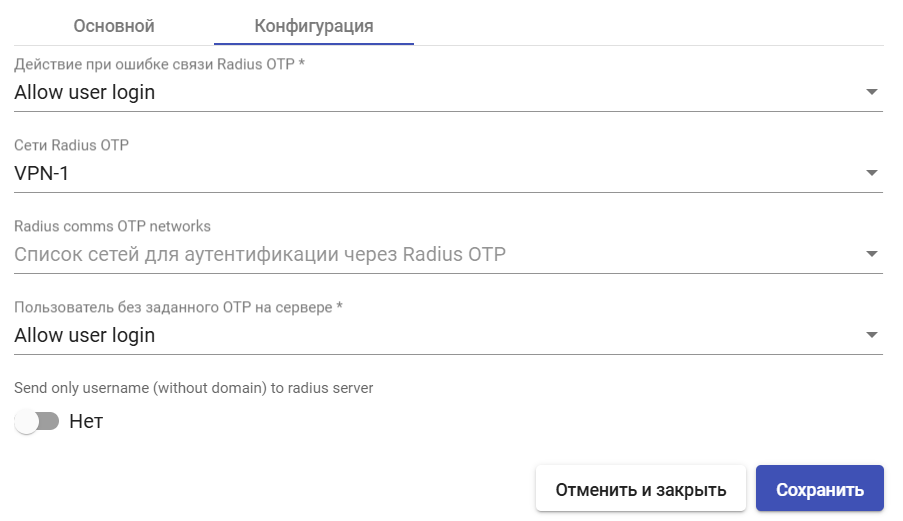 Основной
Конфигурация
Действие при ошибке связи Radius OTP *
Allow user login
Сети Radius OTP
VPN-1
Radius comms OTP networks
Список сетей для аутентификации через Radius OTP
Пользователь без заданного OTP на сервере *
Allow user login
Send only username (without domain) to radius server
Нет
Отменить и закрыть
Сохранить